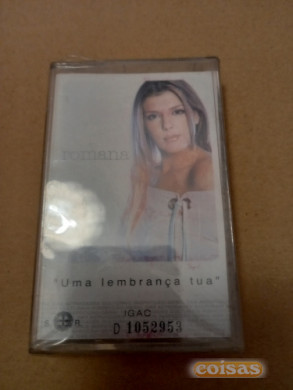 romana
"Uma lembrança tua"
IGAC
D 1052953
coisas